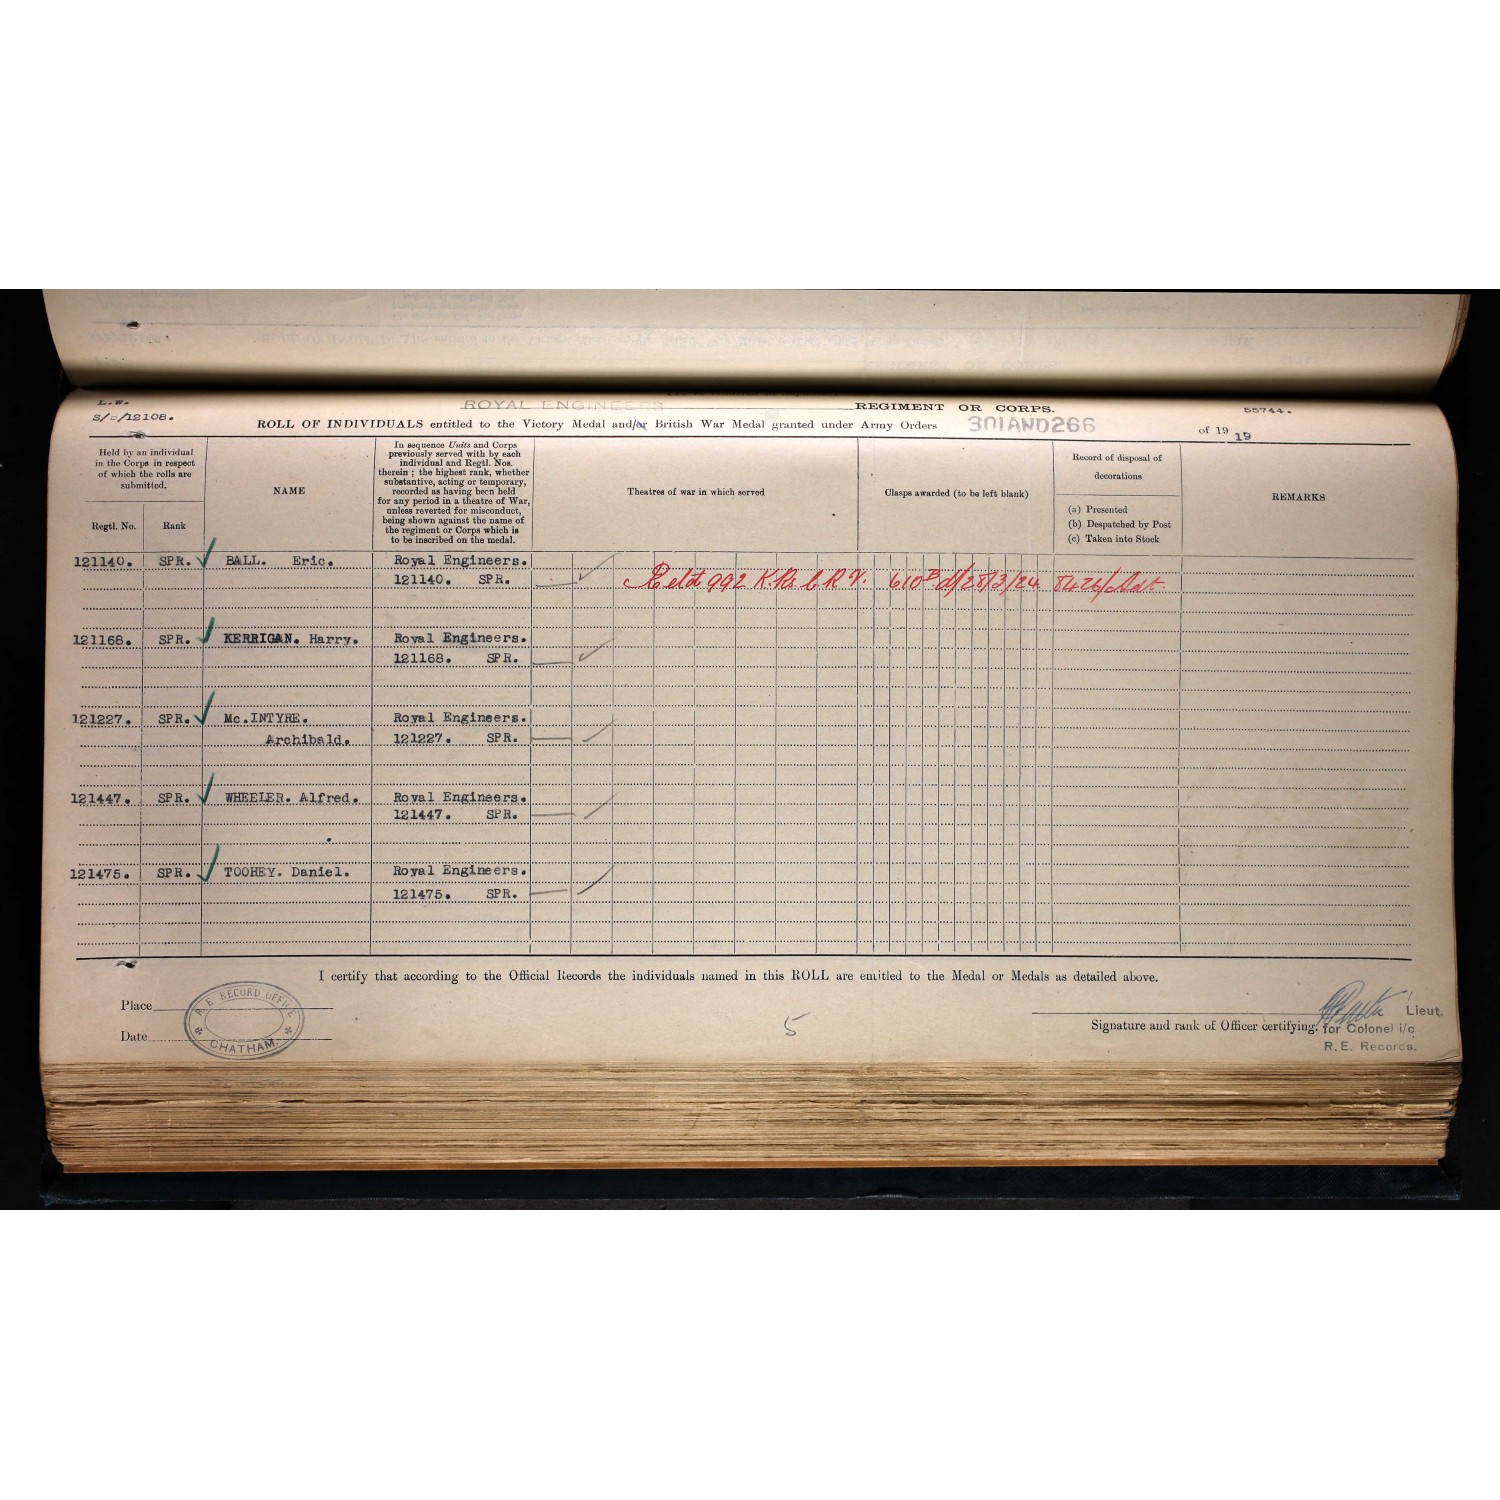 L.W.
S/=/12108.
ROYAL ENGINEERS REGIMENT OR CORPS.
55744.
ROLL OF INDIVIDUALS entitled to the Victory Medal and/or British War Medal granted under Army Orders 301AND266 of 19 19
Held by an individual
in the Corps in respect
of which the rolls are
submitted.
Regtl. No.
Rank
NAME
In sequence Units and Corps
previously served with by each
individual and Regtl. Nos.
therein ; the highest rank, whether
substantive, acting or temporary,
recorded as having been held
for any period in a theatre of War,
unless reverted for misconduct,
being shown against the name of
the regiment or Corps which is
to be inscribed on the medal.
Theatres of war in which served
Clasps awarded (to be left blank)
Record of disposal of
decorations
(a) Presented
(b) Despatched by Post
(c) Taken into Stock
REMARKS
121140. SPR. BALL. Eric. Royal Engineers.
121140. SPR. 992 K.Rs 28/3/24
121168. SPR. KERRIGAN. Harry. Royal Engineers.
121168. SPR.
121227. SPR. Mc.INTYRE. Royal Engineers.
Archibald. 121227. SPR.
121447. SPR. WHEELER. Alfred. Royal Engineers.
121447. SPR.
121475. SPR. TOOHEY. Daniel. Royal Engineers.
121475. SPR.
I certify that according to the Official Records the individuals named in this ROLL are entitled to the Medal or Medals as detailed above.
Place
Date
R. E. RECORD OFFICE
CHATHAM.
5
Lieut.
Signature and rank of Officer certifying. for Colonel i/c
R.E. Records.